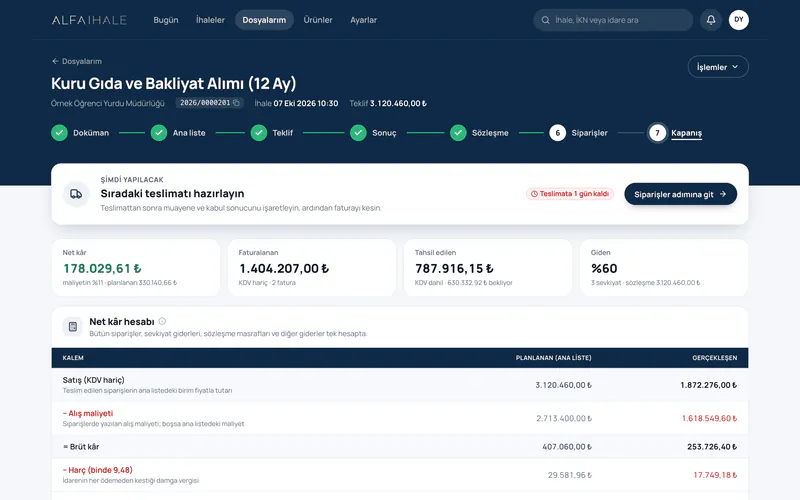 ALFAIHALE
Bugün
İhaleler
Dosyalarım
Ürünler
Ayarlar
İhale, İKN veya idare ara
DY
← Dosyalarım
Kuru Gıda ve Bakliyat Alımı (12 Ay)
İşlemler
Örnek Öğrenci Yurdu Müdürlüğü 2026/0000201 İhale 07 Eki 2026 10:30 Teklif 3.120.460,00 ₺
Doküman
Ana liste
Teklif
Sonuç
Sözleşme
6 Siparişler
7 Kapanış
ŞİMDİ YAPILACAK
Sıradaki teslimatı hazırlayın
Teslimattan sonra muayene ve kabul sonucunu işaretleyin, ardından faturayı kesin.
Teslimata 1 gün kaldı
Siparişler adımına git →
Net kâr
178.029,61 ₺
maliyetin %11 · planlanan 330.140,66 ₺
Faturalanan
1.404.207,00 ₺
KDV hariç · 2 fatura
Tahsil edilen
787.916,15 ₺
KDV dahil · 630.332,92 ₺ bekliyor
Giden
%60
3 sevkiyat · sözleşme 3.120.460,00 ₺
Net kâr hesabı
Bütün siparişler, sevkiyat giderleri, sözleşme masrafları ve diğer giderler tek hesapta.
KALEM PLANLANAN (ANA LİSTE) GERÇEKLEŞEN
Satış (KDV hariç) 3.120.460,00 ₺ 1.872.276,00 ₺
Teslim edilen siparişlerin ana listedeki birim fiyatla tutarı
− Alış maliyeti 2.713.400,00 ₺ 1.618.549,60 ₺
Siparişlerde yazılan alış maliyeti; boşsa ana listedeki maliyet
= Brüt kâr 407.060,00 ₺ 253.726,40 ₺
− Harç (binde 9,48) 29.581,96 ₺ 17.749,18 ₺
İdarenin her ödemeden kestiği damga vergisi